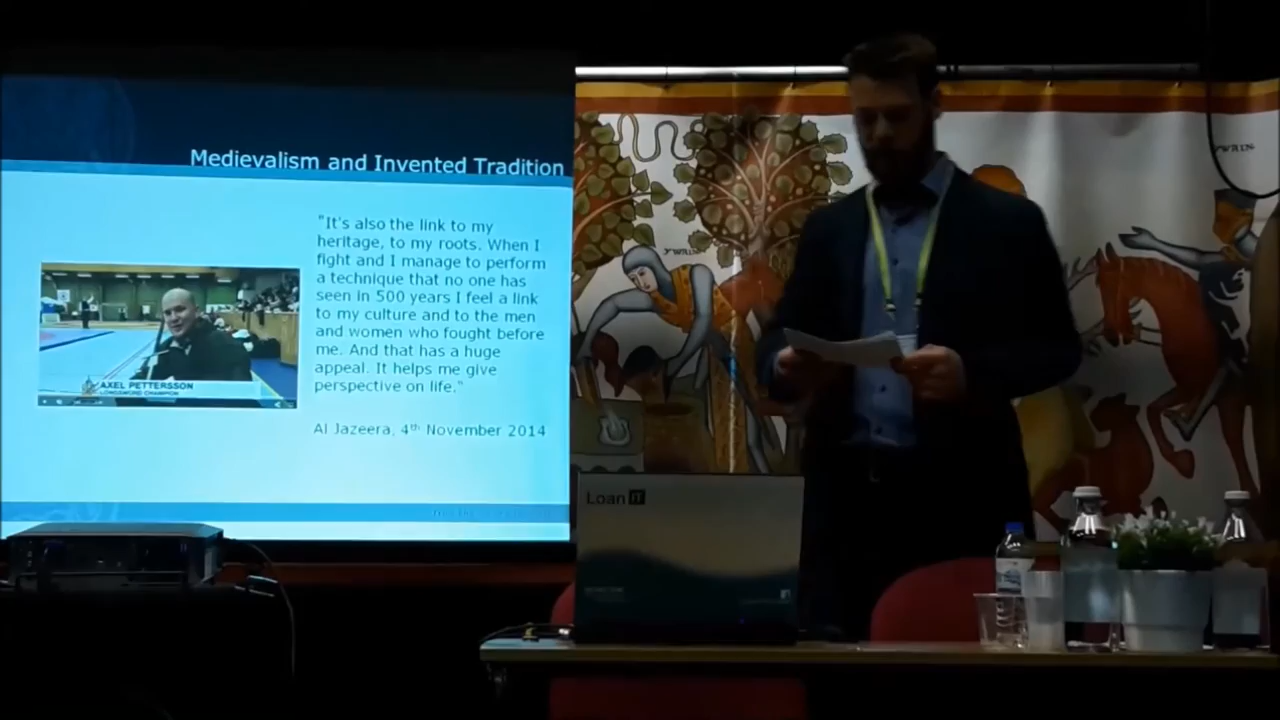 Medievalism and Invented Tradition
"It's also the link to my
heritage, to my roots. When I
fight and I manage to perform
a technique that no one has
seen in 500 years I feel a link
to my culture and to the men
and women who fought before
me. And that has a huge
appeal. It helps me give
perspective on life."
Al Jazeera, 4th November 2014
AXEL PETTERSSON
LONGSWORD CHAMPION
YWAIN
YWAIN
Loan IT